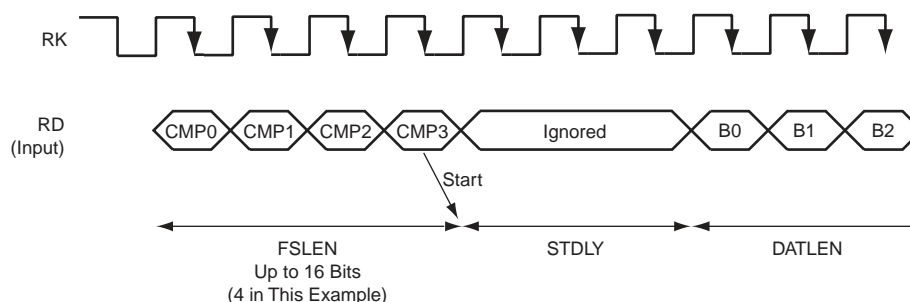 RK
RD
(Input)
CMP0 CMP1 CMP2 CMP3 Ignored B0 B1 B2
Start
FSLEN STDLY DATLEN
Up to 16 Bits
(4 in This Example)